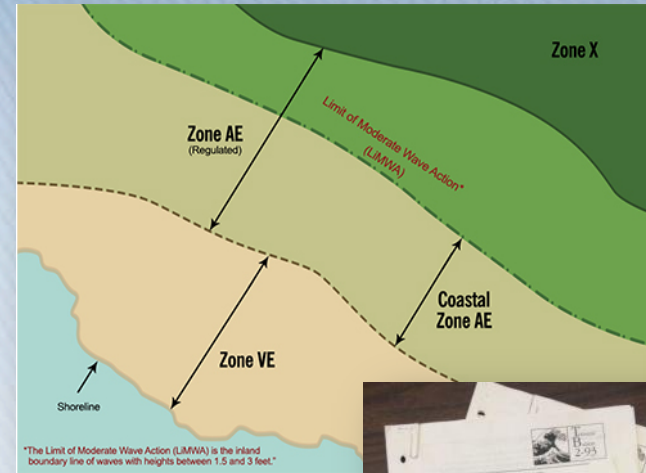 Zone X
Limit of Moderate Wave Action*
(LiMWA)
Zone AE
(Regulated)
Coastal
Zone AE
Zone VE
Shoreline
*The Limit of Moderate Wave Action (LiMWA) is the inland
boundary line of waves with heights between 1.5 and 3 feet."
2-93